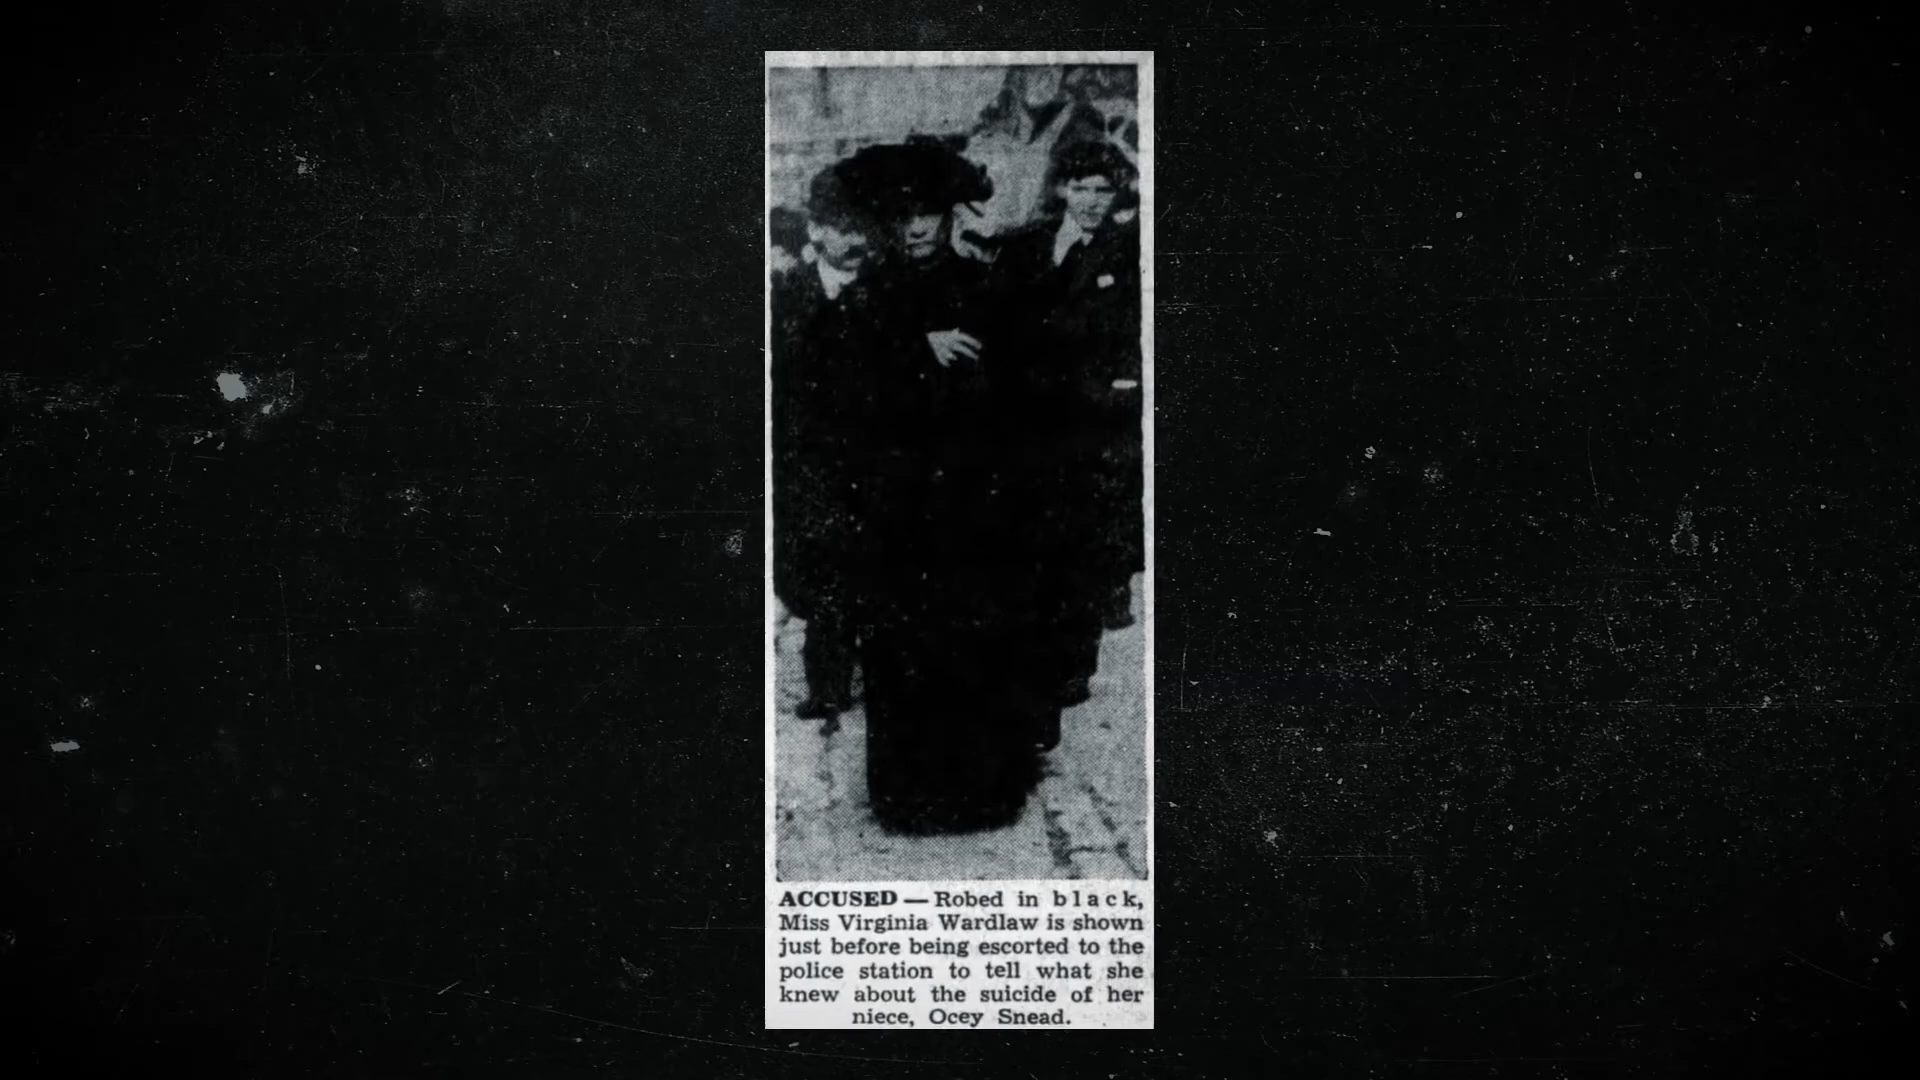 ACCUSED — Robed in black,
Miss Virginia Wardlaw is shown
just before being escorted to the
police station to tell what she
knew about the suicide of her
niece, Ocey Snead.